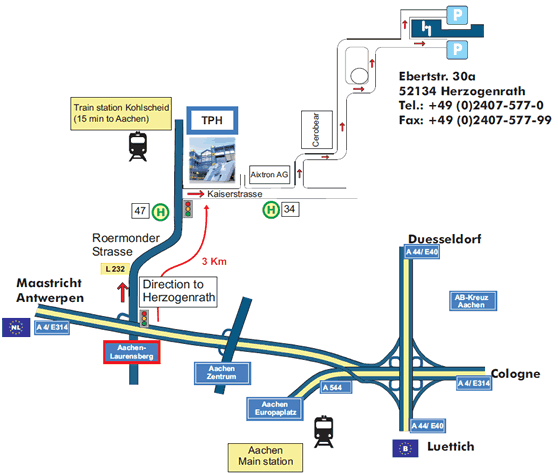 P
P
Ebertstr. 30a
52134 Herzogenrath
Tel.: +49 (0)2407-577-0
Fax: +49 (0)2407-577-99
Train station Kohlscheid
(15 min to Aachen)
TPH
Cerobear
Aixtron AG
Kaiserstrasse
47
H
H
34
Roermonder
Strasse
3 Km
L 232
Direction to
Herzogenrath
Maastricht
Antwerpen
NL
A 4/ E314
Aachen-
Laurensberg
Aachen
Zentrum
Aachen
Europaplatz
A 544
Aachen
Main station
Duesseldorf
A 44/ E40
AB-Kreuz
Aachen
Cologne
A 4/ E314
A 44/ E40
B
Luettich